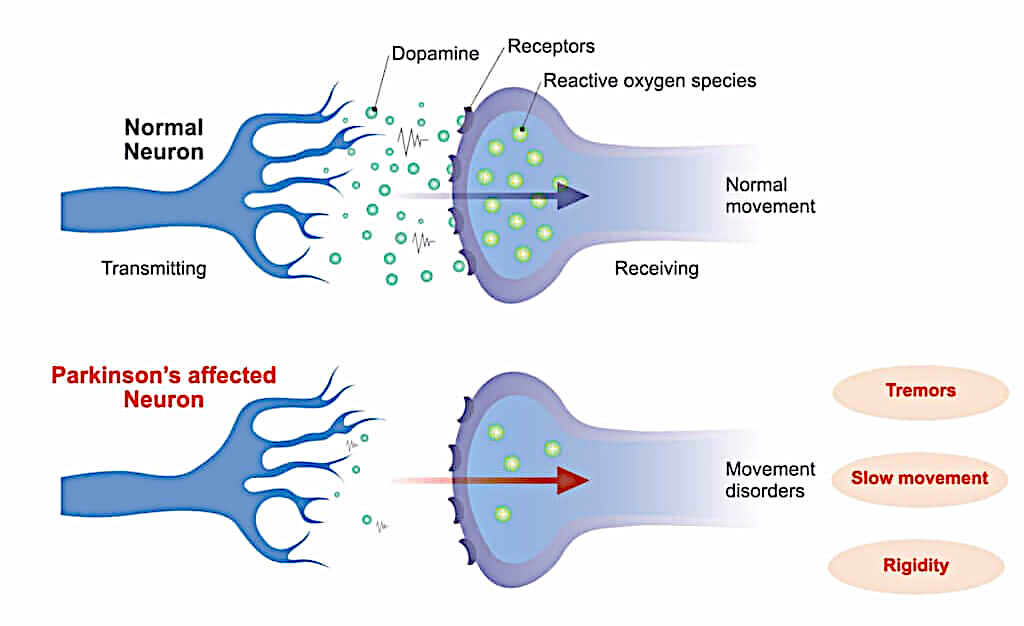 Dopamine
Receptors
Reactive oxygen species
Normal
Neuron
Normal
movement
Transmitting
Receiving
Parkinson's affected
Neuron
Tremors
Movement
disorders
Slow movement
Rigidity